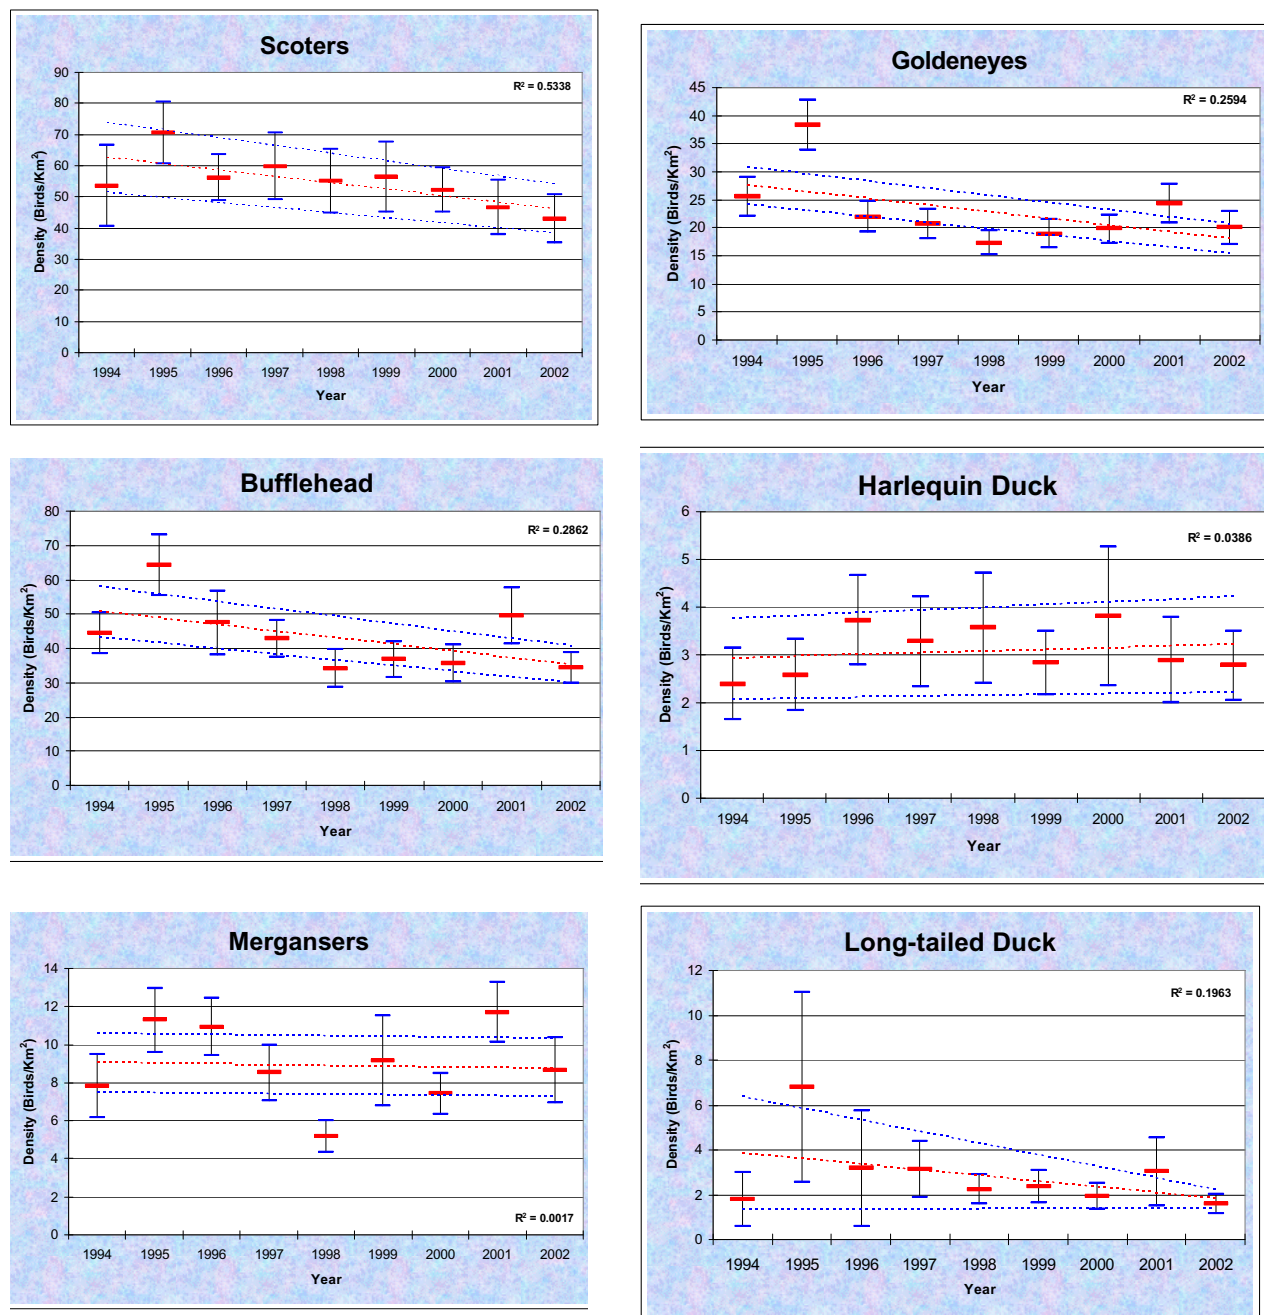 Scoters
R² = 0.5338
Density (Birds/Km²)
90
80
70
60
50
40
30
20
10
0
1994 1995 1996 1997 1998 1999 2000 2001 2002
Year
Goldeneyes
R² = 0.2594
Density (Birds/Km²)
45
40
35
30
25
20
15
10
5
0
1994 1995 1996 1997 1998 1999 2000 2001 2002
Year
Bufflehead
R² = 0.2862
Density (Birds/Km²)
80
70
60
50
40
30
20
10
0
1994 1995 1996 1997 1998 1999 2000 2001 2002
Year
Harlequin Duck
R² = 0.0386
Density (Birds/Km²)
6
5
4
3
2
1
0
1994 1995 1996 1997 1998 1999 2000 2001 2002
Year
Mergansers
Density (Birds/Km²)
14
12
10
8
6
4
2
0
R² = 0.0017
1994 1995 1996 1997 1998 1999 2000 2001 2002
Year
Long-tailed Duck
R² = 0.1963
Density (Birds/Km²)
12
10
8
6
4
2
0
1994 1995 1996 1997 1998 1999 2000 2001 2002
Year